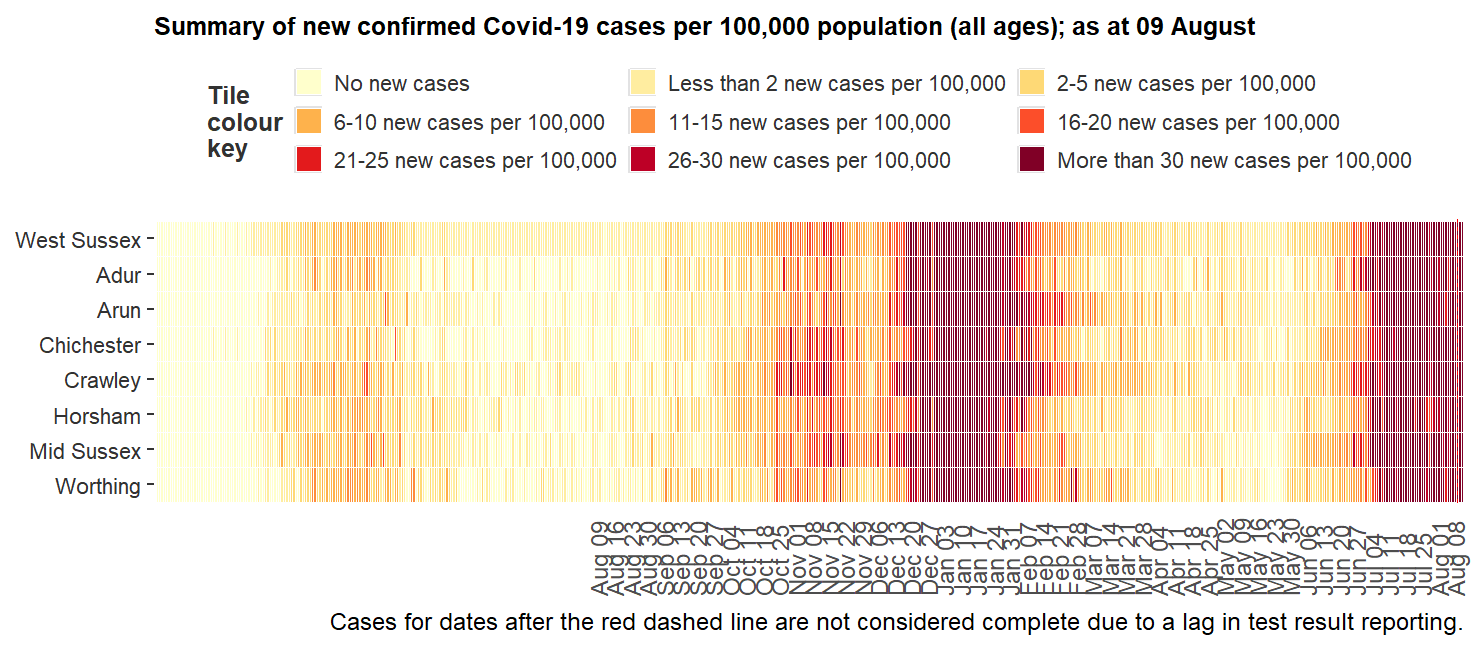 Summary of new confirmed Covid-19 cases per 100,000 population (all ages); as at 09 August
Tile
colour
key
No new cases
Less than 2 new cases per 100,000
2-5 new cases per 100,000
6-10 new cases per 100,000
11-15 new cases per 100,000
16-20 new cases per 100,000
21-25 new cases per 100,000
26-30 new cases per 100,000
More than 30 new cases per 100,000
West Sussex
Adur
Arun
Chichester
Crawley
Horsham
Mid Sussex
Worthing
Aug 09
Aug 16
Aug 23
Aug 30
Sep 06
Sep 13
Sep 20
Sep 27
Oct 04
Oct 11
Oct 18
Oct 25
Nov 01
Nov 08
Nov 15
Nov 22
Nov 29
Dec 06
Dec 13
Dec 20
Dec 27
Jan 03
Jan 10
Jan 17
Jan 24
Jan 31
Feb 07
Feb 14
Feb 21
Feb 28
Mar 07
Mar 14
Mar 21
Mar 28
Apr 04
Apr 11
Apr 18
Apr 25
May 02
May 09
May 16
May 23
May 30
Jun 06
Jun 13
Jun 20
Jun 27
Jul 04
Jul 11
Jul 18
Jul 25
Aug 01
Aug 08
Cases for dates after the red dashed line are not considered complete due to a lag in test result reporting.